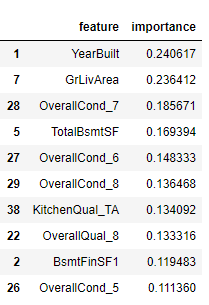 feature importance
1 YearBuilt 0.240617
7 GrLivArea 0.236412
28 OverallCond_7 0.185671
5 TotalBsmtSF 0.169394
27 OverallCond_6 0.148333
29 OverallCond_8 0.136468
38 KitchenQual_TA 0.134092
22 OverallQual_8 0.133316
2 BsmtFinSF1 0.119483
26 OverallCond_5 0.111360